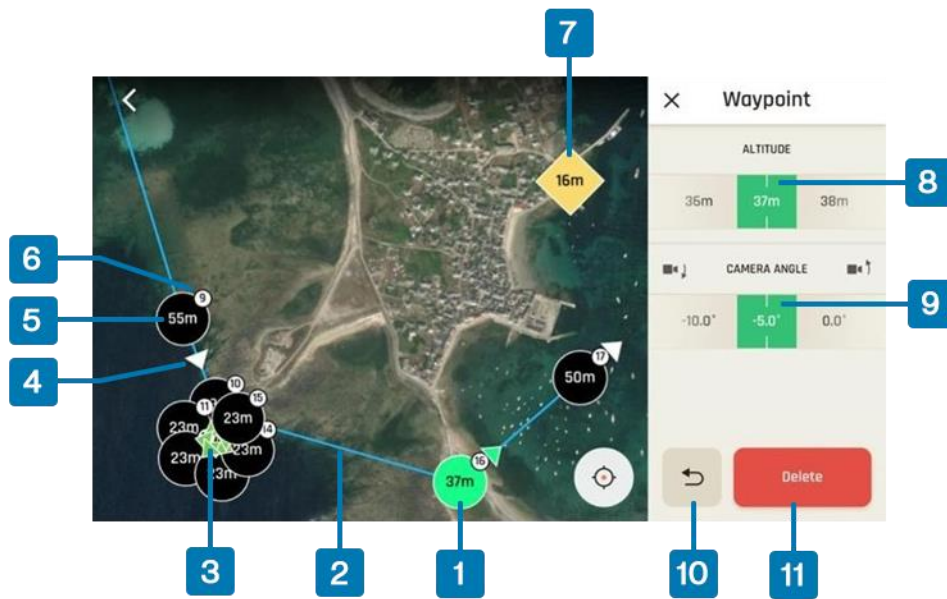 7
Waypoint
ALTITUDE
16m
36m 37m 38m
8
6
9
CAMERA ANGLE
5
55m
-10.0° -5.0° 0.0°
9
17
4
50m
10
11
15
23m
23m
14
23m
23m
23m
16
37m
Delete
3
2
1
10
11